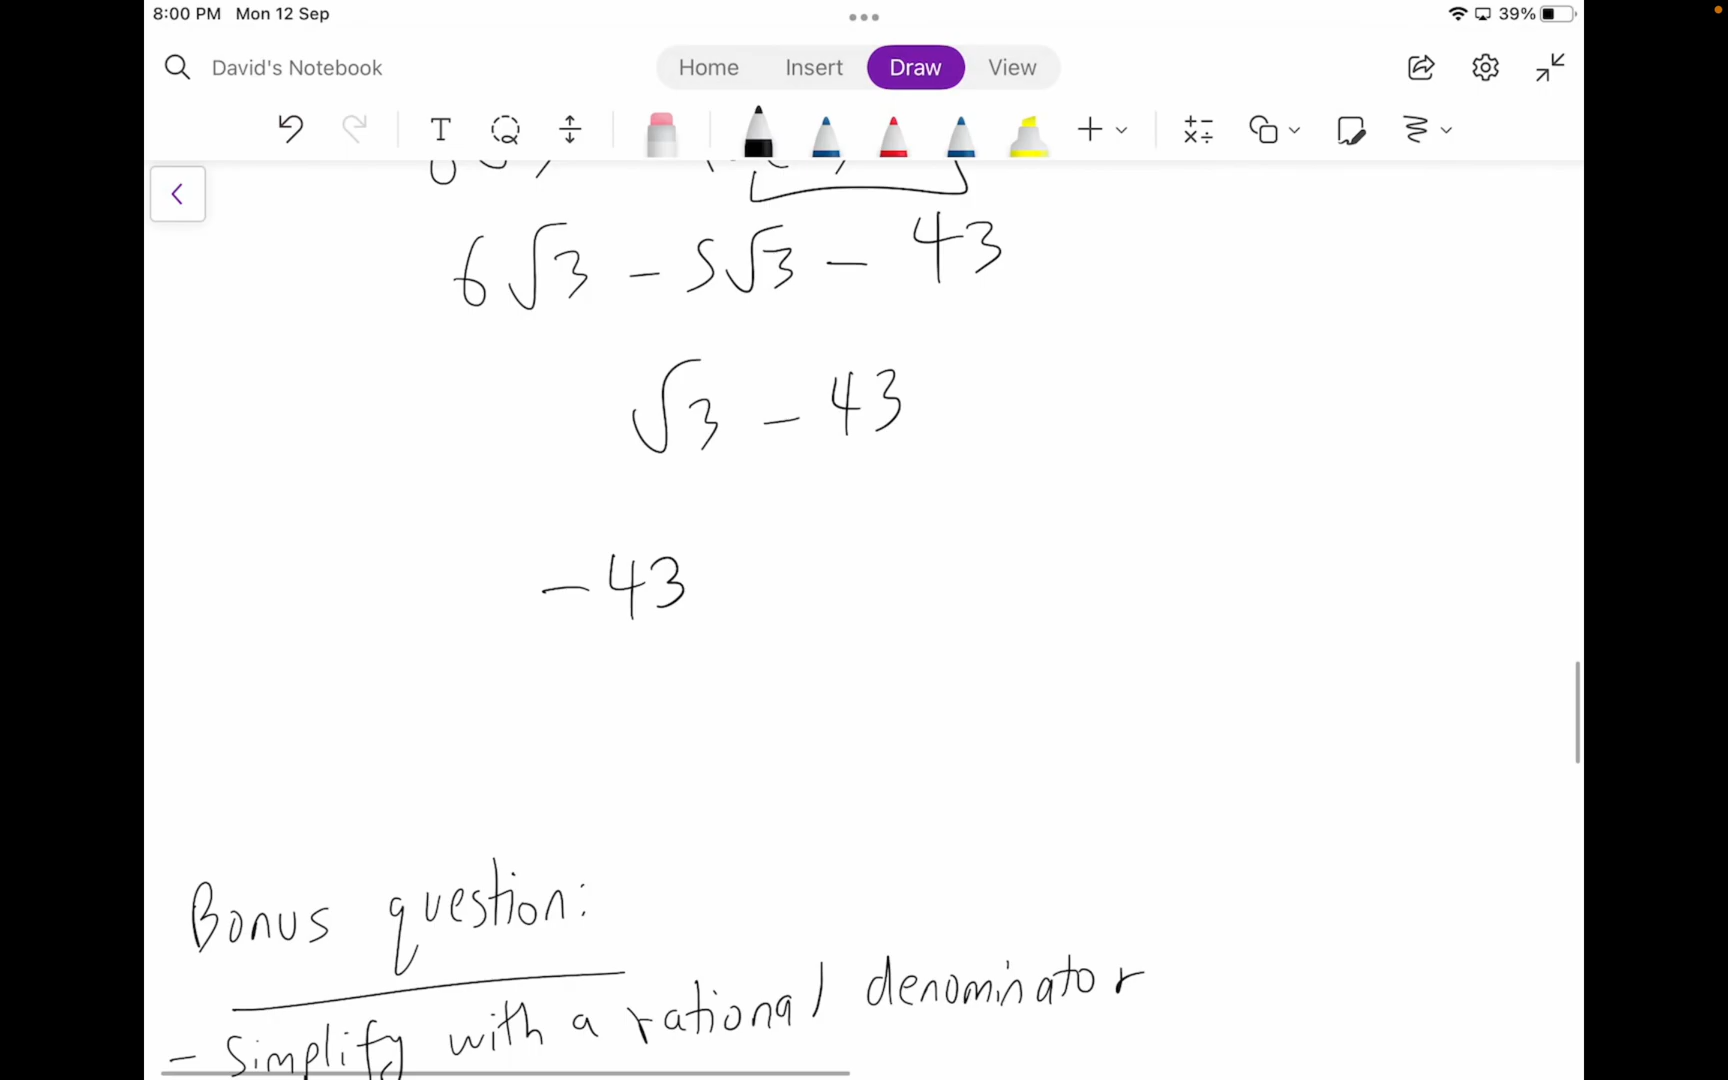 8:00 PM Mon 12 Sep
39%
David's Notebook
Home Insert Draw View
T
6√3 - 5√3 - 43
√3 - 43
- 43
Bonus question:
- Simplify with a rational denominator